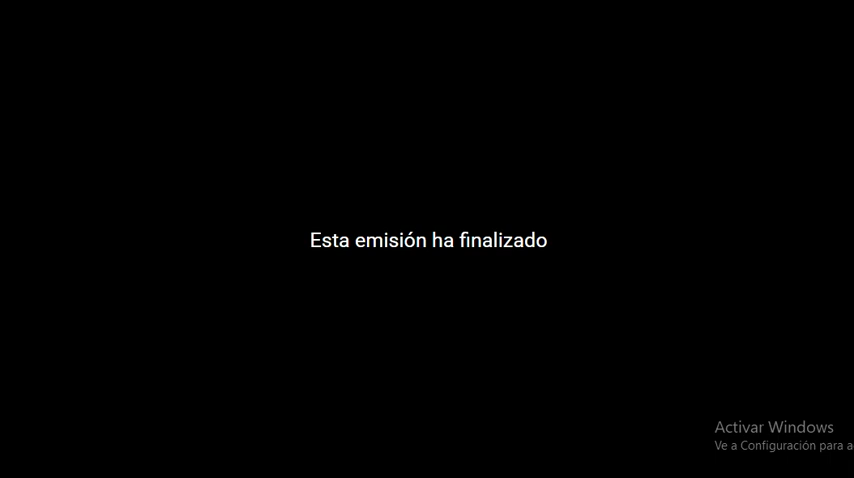 Esta emisión ha finalizado
Activar Windows
Ve a Configuración para a